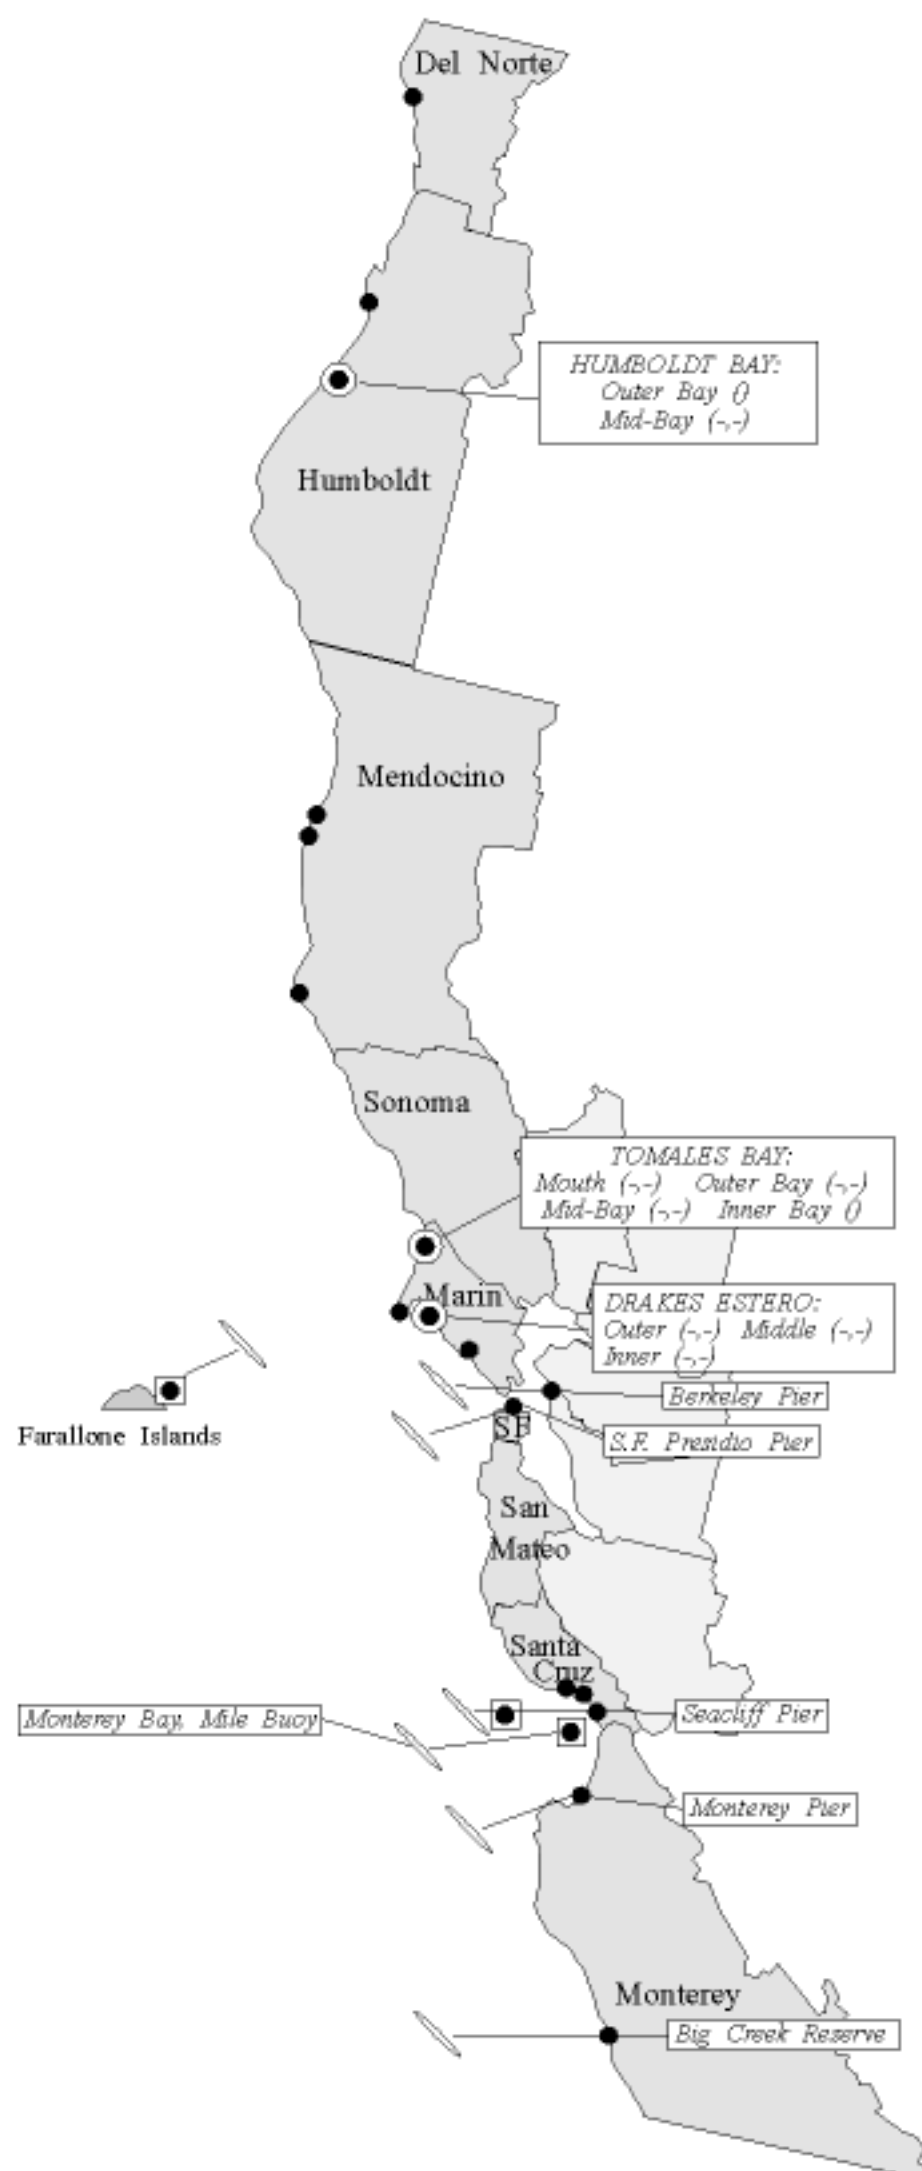 Del Norte
HUMBOLDT BAY:
Outer Bay ()
Mid-Bay (-,-)
Humboldt
Mendocino
Sonoma
TOMALES BAY:
Mouth (-,-) Outer Bay (-,-)
Mid-Bay (-,-) Inner Bay ()
Marin
DRAKES ESTERO:
Outer (-,-) Middle (-,-)
Inner (-,-)
Berkeley Pier
Farallone Islands
SF
S.F. Presidio Pier
San
Mateo
Santa
Cruz
Monterey Bay, Mile Buoy
Seacliff Pier
Monterey Pier
Monterey
Big Creek Reserve